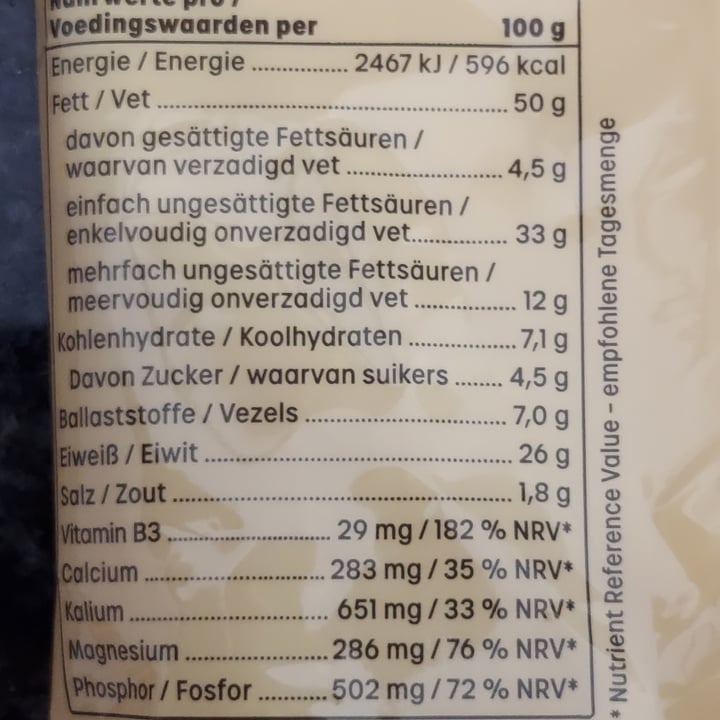 Voedingswaarden per 100 g
Energie / Energie .............. 2467 kJ / 596 kcal
Fett / Vet .................................................... 50 g
davon gesättigte Fettsäuren /
waarvan verzadigd vet ....................... 4,5 g
einfach ungesättigte Fettsäuren /
enkelvoudig onverzadigd vet.............. 33 g
mehrfach ungesättigte Fettsäuren /
meervoudig onverzadigd vet ............... 12 g
Kohlenhydrate / Koolhydraten ................ 7,1 g
Davon Zucker / waarvan suikers ....... 4,5 g
Ballaststoffe / Vezels .............................. 7,0 g
Eiweiß / Eiwit .............................................. 26 g
Salz / Zout .................................................. 1,8 g
Vitamin B3 ........................ 29 mg / 182 % NRV*
Calcium ........................... 283 mg / 35 % NRV*
Kalium ............................. 651 mg / 33 % NRV*
Magnesium ..................... 286 mg / 76 % NRV*
Phosphor / Fosfor .......... 502 mg / 72 % NRV*
* Nutrient Reference Value - empfohlene Tagesmenge